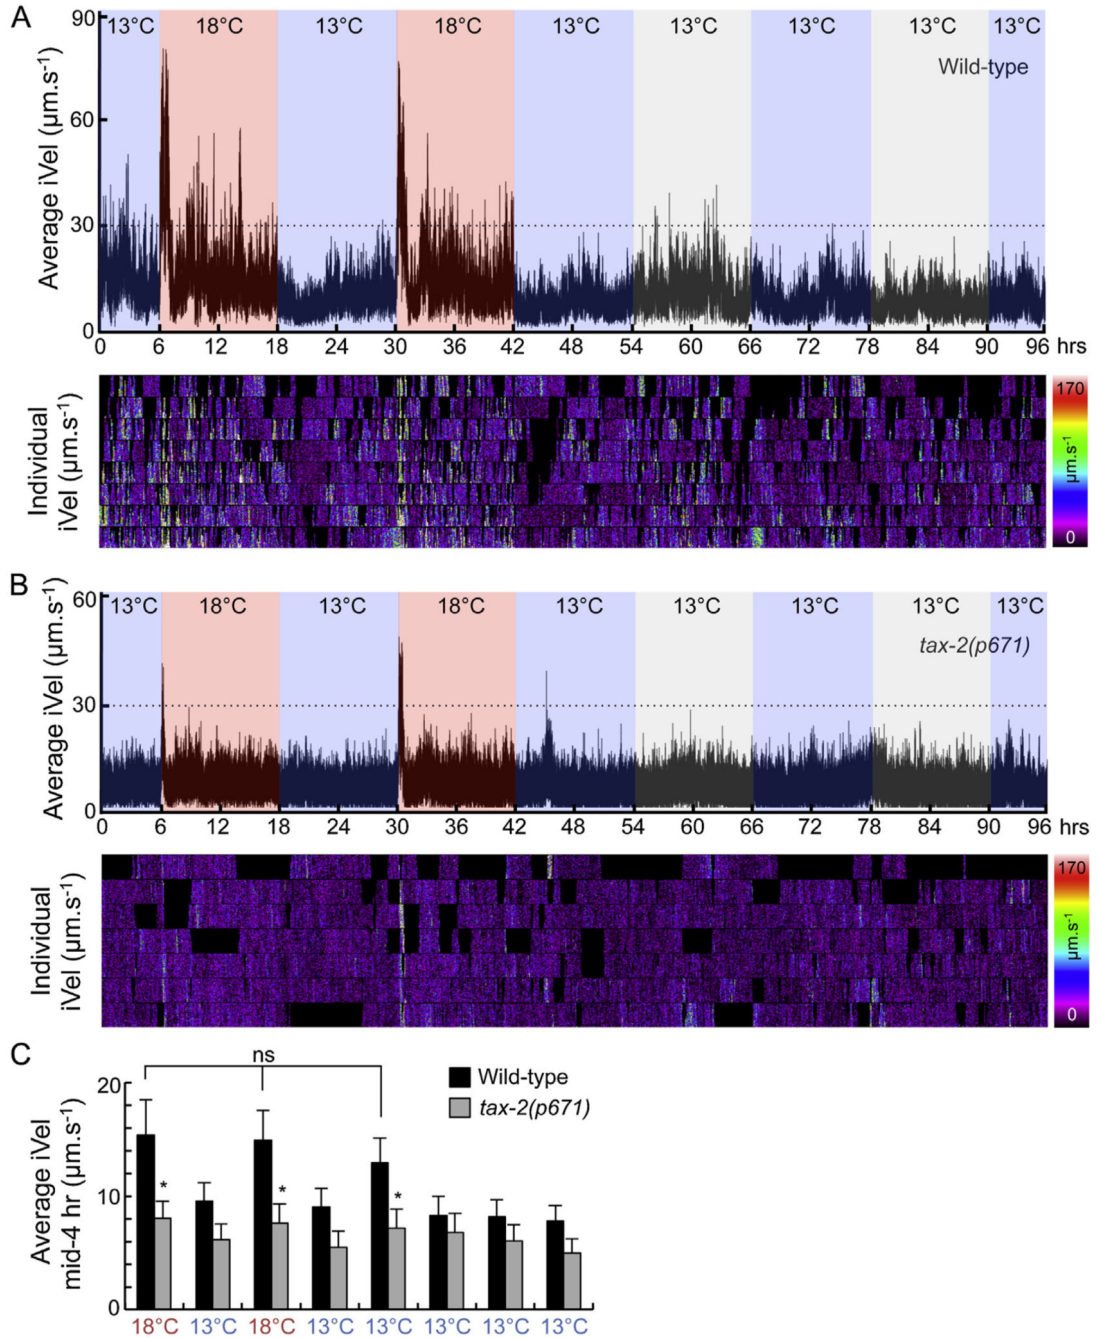 A
Average iVel (µm.s⁻¹)
90
60
30
0
13°C 18°C 13°C 18°C 13°C 13°C 13°C 13°C 13°C
Wild-type
0 6 12 18 24 30 36 42 48 54 60 66 72 78 84 90 96 hrs
Individual
iVel (µm.s⁻¹)
170
µm.s⁻¹
0
B
Average iVel (µm.s⁻¹)
60
30
0
13°C 18°C 13°C 18°C 13°C 13°C 13°C 13°C 13°C
tax-2(p671)
0 6 12 18 24 30 36 42 48 54 60 66 72 78 84 90 96 hrs
Individual
iVel (µm.s⁻¹)
170
µm.s⁻¹
0
C
ns
Wild-type
tax-2(p671)
Average iVel
mid-4 hr (µm.s⁻¹)
20
10
0
* * *
18°C 13°C 18°C 13°C 13°C 13°C 13°C 13°C